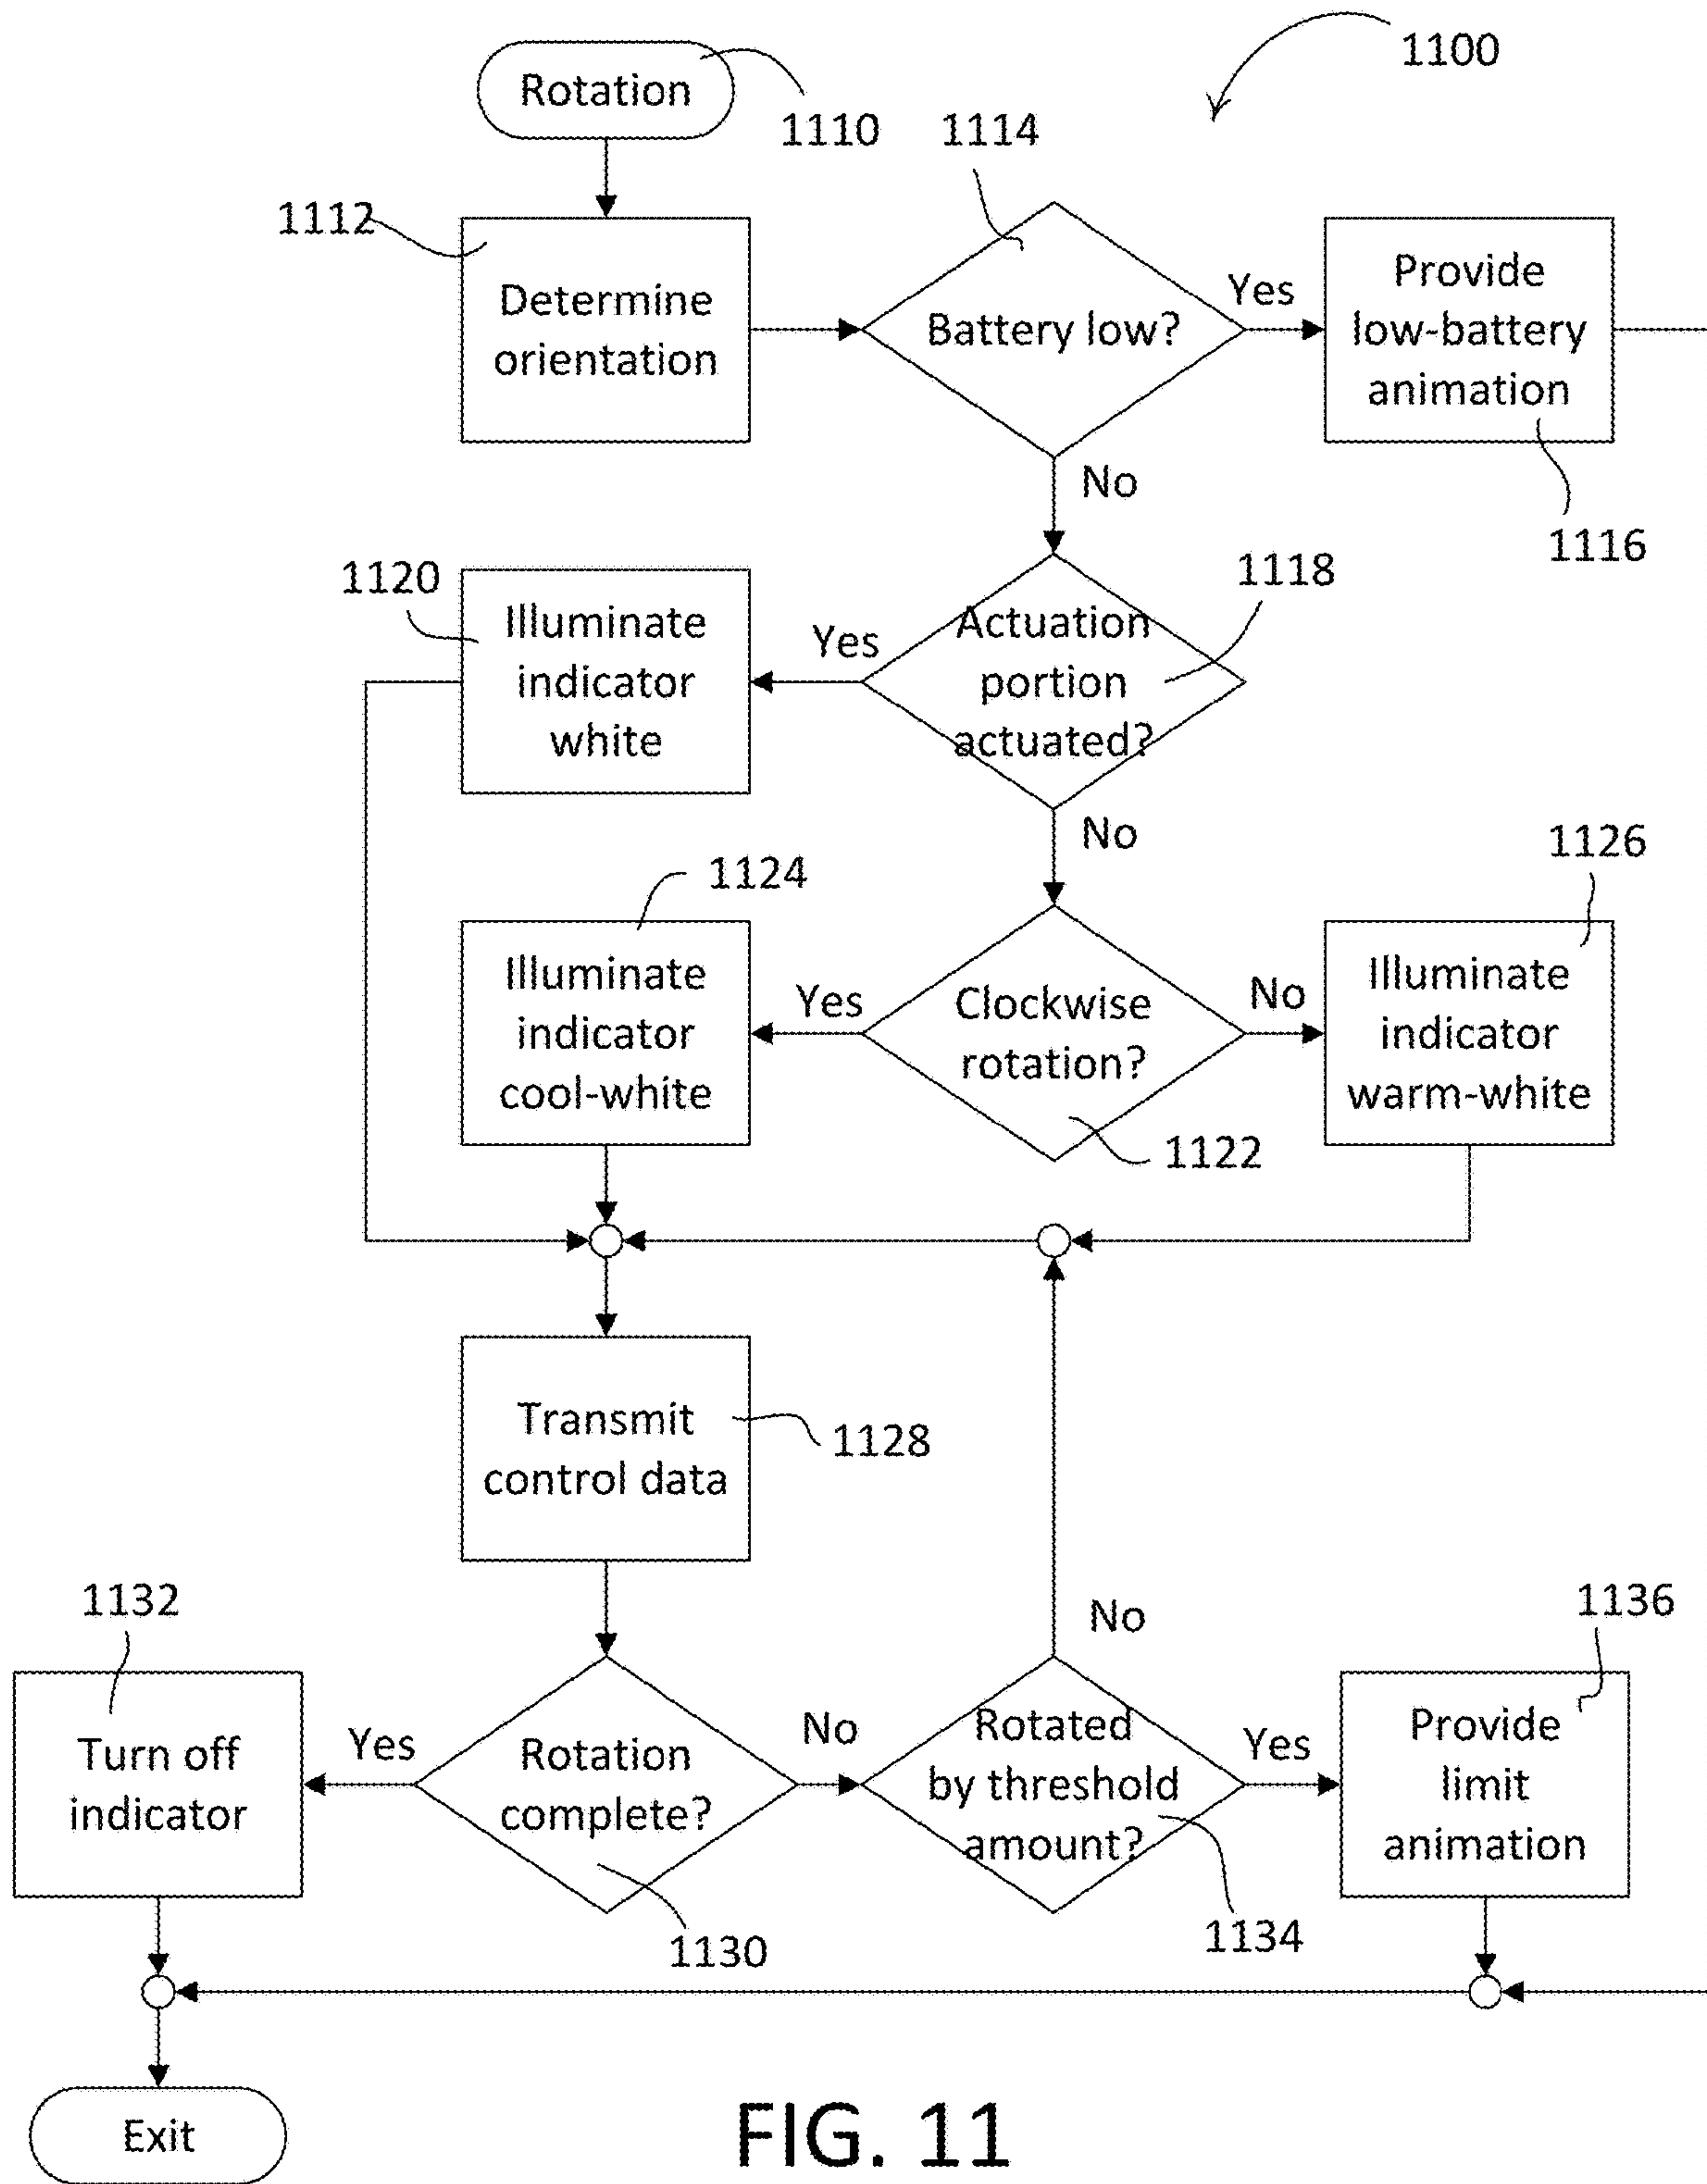 1100
Rotation
1110
1112
Determine
orientation
1114
Battery low?
Yes
No
Provide
low-battery
animation
1116
1118
Actuation
portion
actuated?
Yes
No
1120
Illuminate
indicator
white
1122
Clockwise
rotation?
Yes
No
1124
Illuminate
indicator
cool-white
1126
Illuminate
indicator
warm-white
Transmit
control data
1128
Rotation
complete?
1130
Yes
No
1132
Turn off
indicator
Rotated
by threshold
amount?
1134
No
Yes
1136
Provide
limit
animation
Exit
FIG. 11